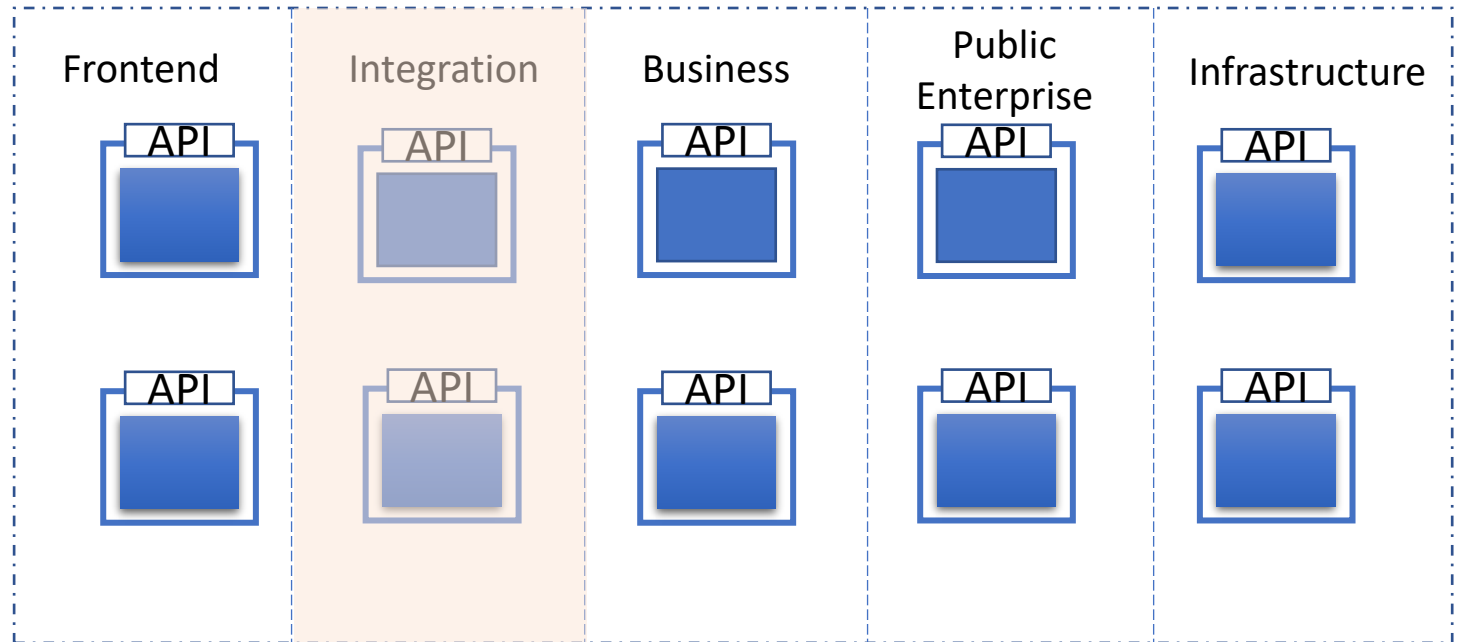 Frontend
Integration
Business
Public
Enterprise
Infrastructure
API
API
API
API
API
API
API
API
API
API